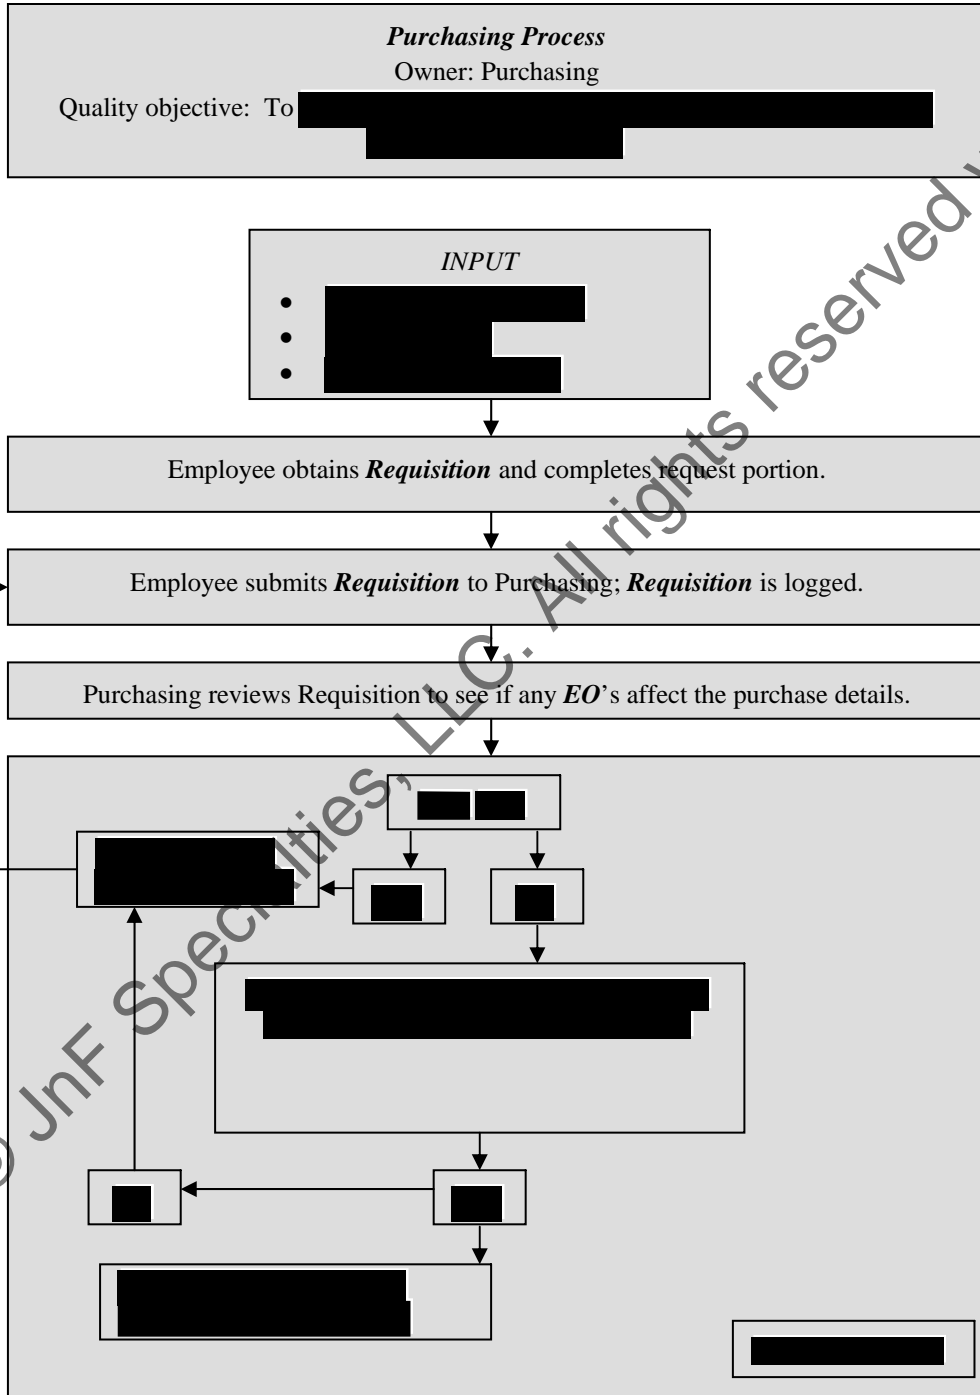 Purchasing Process
Owner: Purchasing
Quality objective: To
INPUT
Employee obtains Requisition and completes request portion.
Employee submits Requisition to Purchasing; Requisition is logged.
Purchasing reviews Requisition to see if any EO's affect the purchase details.
© JnF Specialties, LLC. All rights reserved